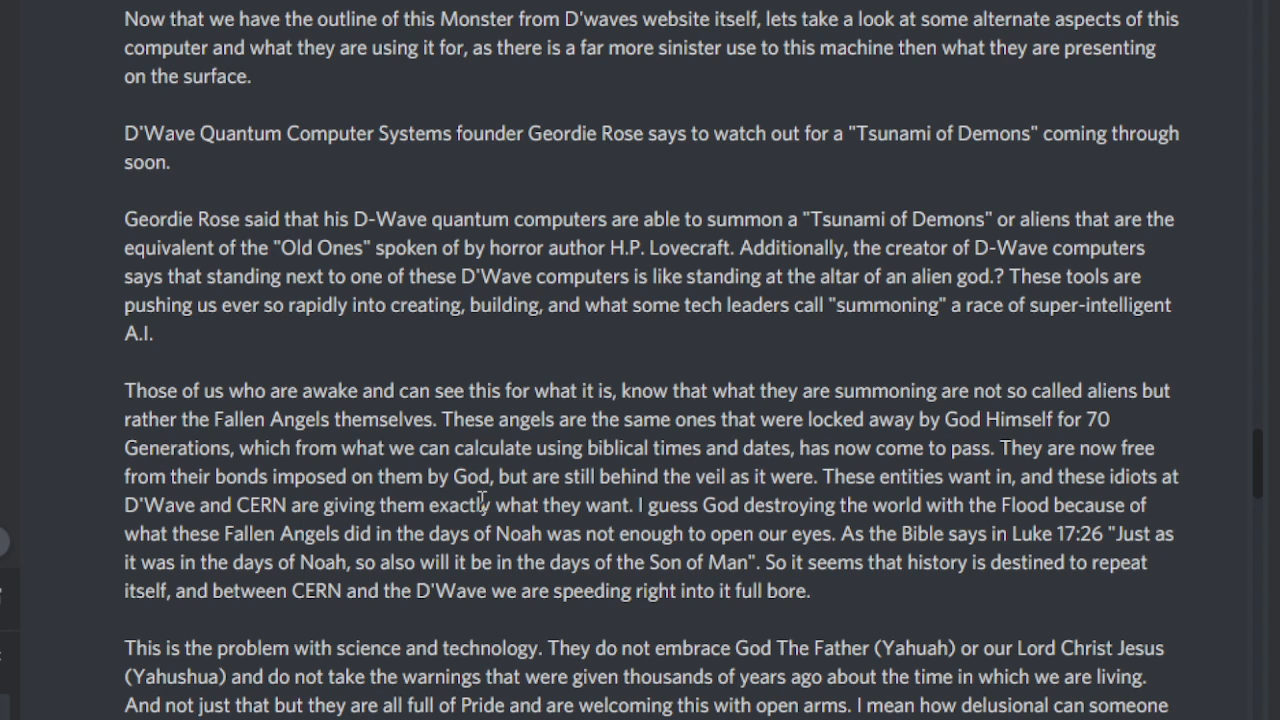 Now that we have the outline of this Monster from D'waves website itself, lets take a look at some alternate aspects of this
computer and what they are using it for, as there is a far more sinister use to this machine then what they are presenting
on the surface.
D'Wave Quantum Computer Systems founder Geordie Rose says to watch out for a "Tsunami of Demons" coming through
soon.
Geordie Rose said that his D-Wave quantum computers are able to summon a "Tsunami of Demons" or aliens that are the
equivalent of the "Old Ones" spoken of by horror author H.P. Lovecraft. Additionally, the creator of D-Wave computers
says that standing next to one of these D'Wave computers is like standing at the altar of an alien god.? These tools are
pushing us ever so rapidly into creating, building, and what some tech leaders call "summoning" a race of super-intelligent
A.I.
Those of us who are awake and can see this for what it is, know that what they are summoning are not so called aliens but
rather the Fallen Angels themselves. These angels are the same ones that were locked away by God Himself for 70
Generations, which from what we can calculate using biblical times and dates, has now come to pass. They are now free
from their bonds imposed on them by God, but are still behind the veil as it were. These entities want in, and these idiots at
D'Wave and CERN are giving them exactly what they want. I guess God destroying the world with the Flood because of
what these Fallen Angels did in the days of Noah was not enough to open our eyes. As the Bible says in Luke 17:26 "Just as
it was in the days of Noah, so also will it be in the days of the Son of Man". So it seems that history is destined to repeat
itself, and between CERN and the D'Wave we are speeding right into it full bore.
This is the problem with science and technology. They do not embrace God The Father (Yahuah) or our Lord Christ Jesus
(Yahushua) and do not take the warnings that were given thousands of years ago about the time in which we are living.
And not just that but they are all full of Pride and are welcoming this with open arms. I mean how delusional can someone